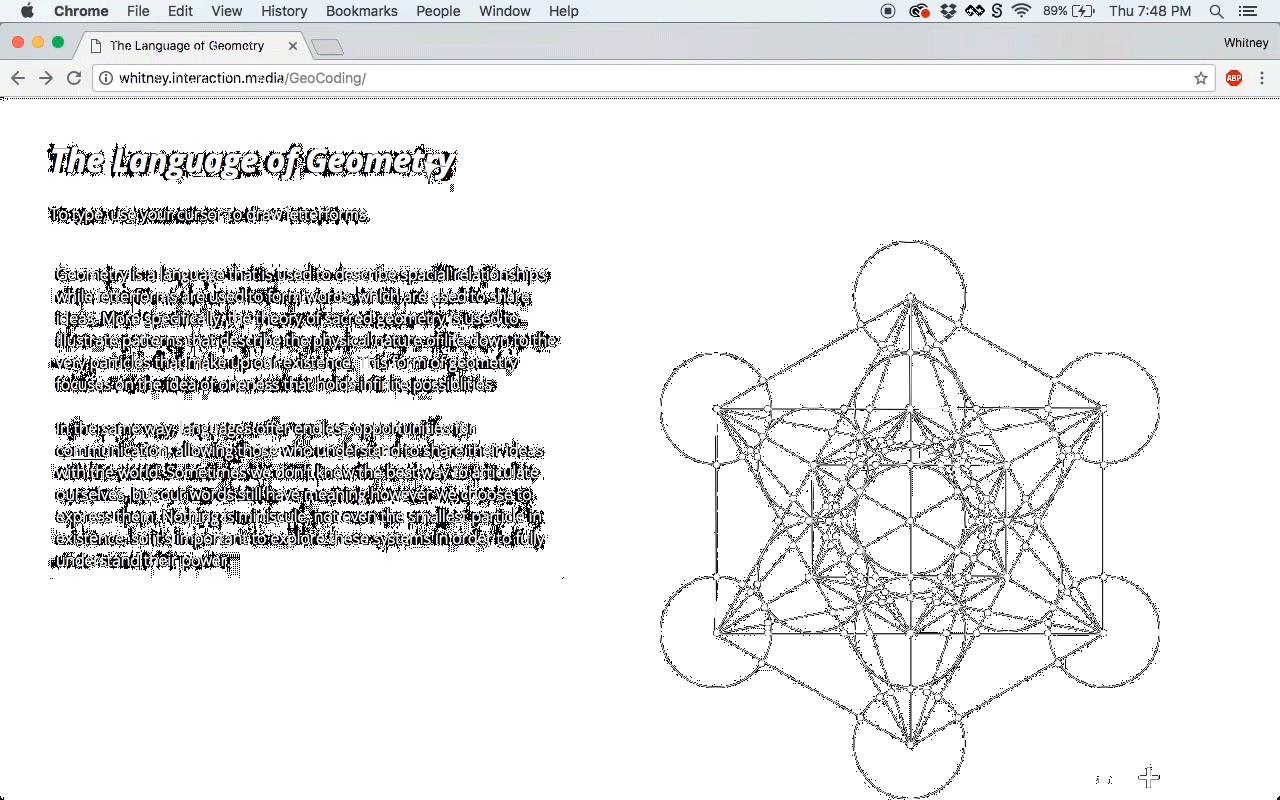 Chrome File Edit View History Bookmarks People Window Help 89% Thu 7:48 PM
The Language of Geometry Whitney
whitney.interaction.media/GeoCoding/ ABP
The Language of Geometry
To type, use your curser to draw letterforms.
Geometry is a language that is used to describe spacial relationships
while letterforms are used to form words, which are used to share
ideas. More specifically, the theory of sacred geometry is used to
illustrate patterns that describe the physical nature of life down to the
very particles that make up our existence. This form of geometry
focuses on the idea of oneness that holds infinite possibilities.
In the same way, languages offer endless opportunities for
communication, allowing those who understand to share their ideas
with the world. Sometimes we don't know the best way to articulate
ourselves, but our words still have meaning however we choose to
express them. Nothing is miniscule, not even the smallest particle in
existence. So it's important to explore these systems in order to fully
understand their power.